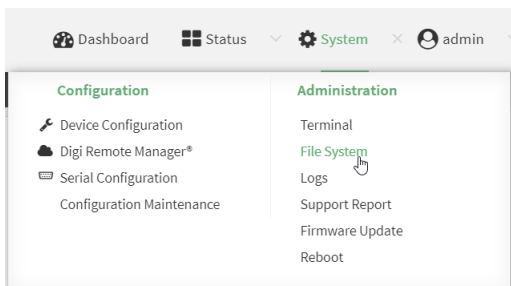 Dashboard Status System admin
Configuration
Device Configuration
Digi Remote Manager®
Serial Configuration
Configuration Maintenance
Administration
Terminal
File System
Logs
Support Report
Firmware Update
Reboot